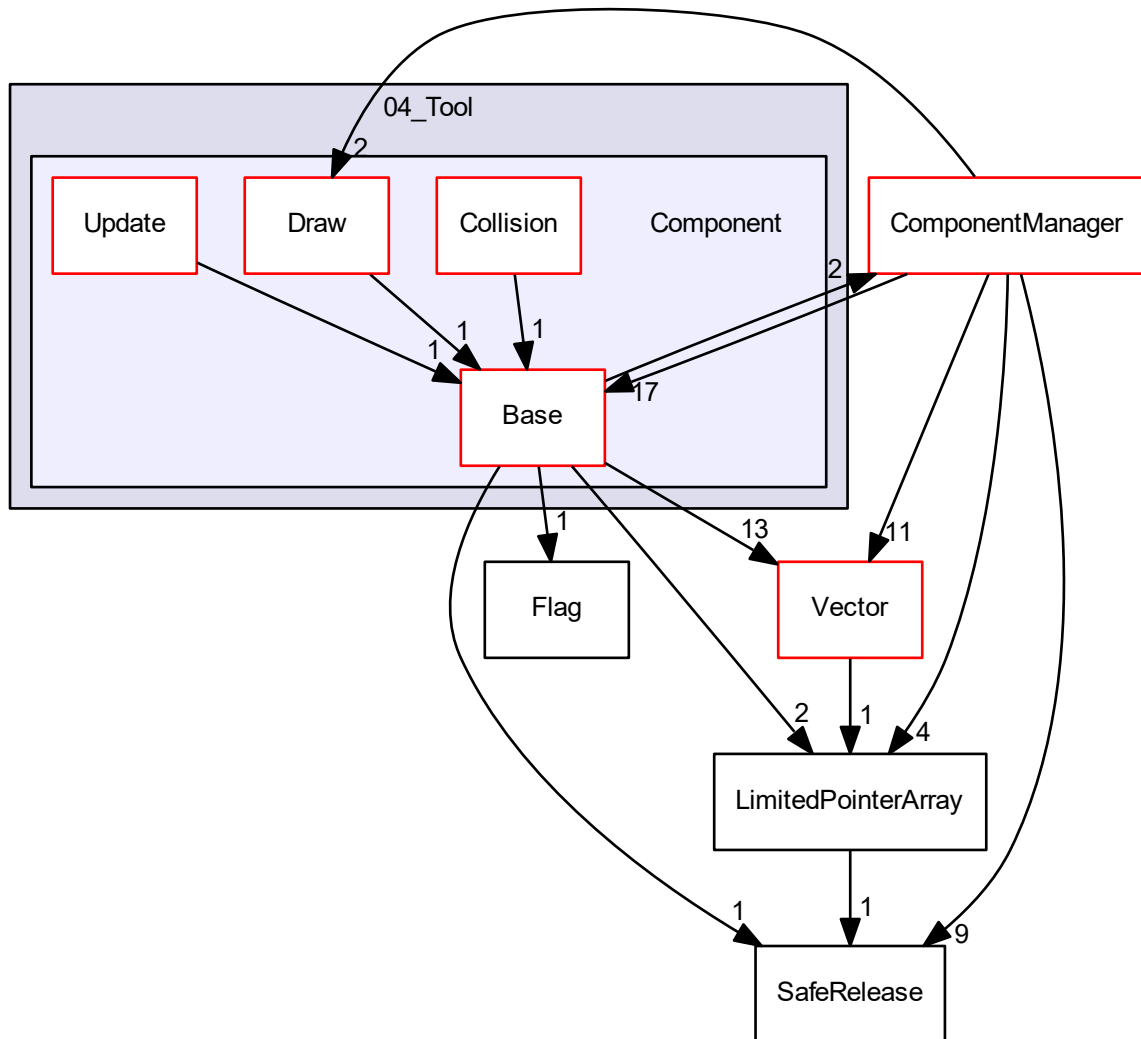 04_Tool
2
Update
Draw
Collision
Component
ComponentManager
2
1
1
1
17
Base
1
13
11
Flag
Vector
2
1
4
LimitedPointerArray
1
1
9
SafeRelease